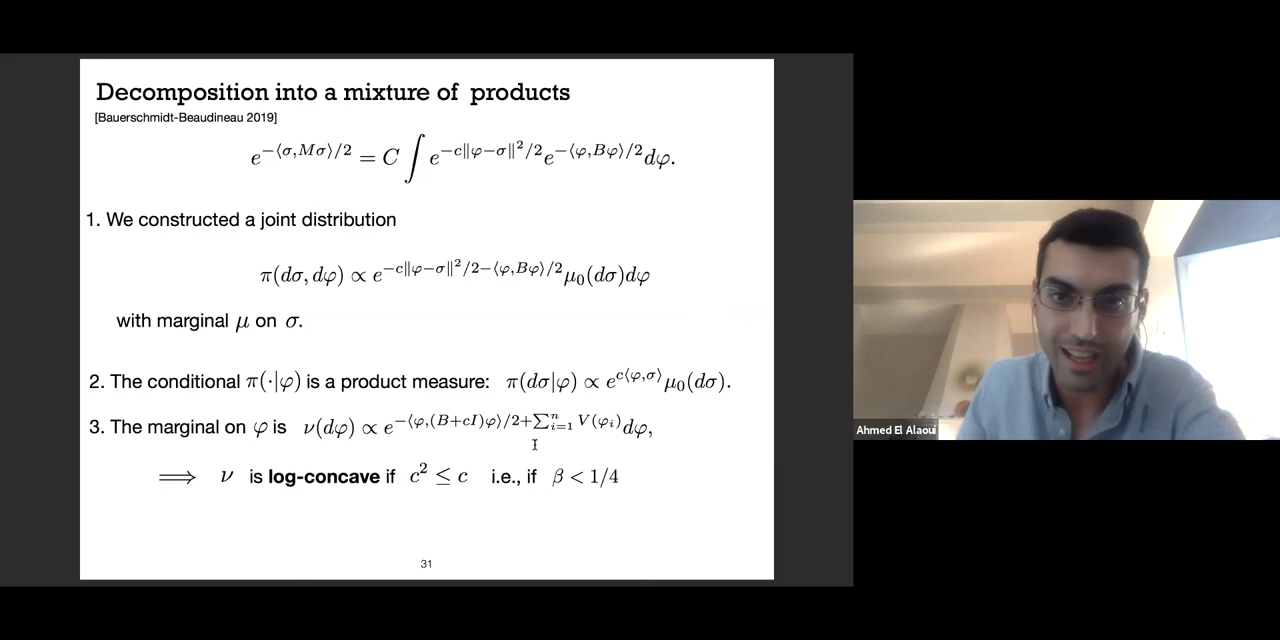 Decomposition into a mixture of products
[Bauerschmidt-Beaudineau 2019]
e^{-⟨σ,Mσ⟩/2} = C ∫ e^{-c‖φ-σ‖²/2} e^{-⟨φ,Bφ⟩/2} dφ.
1. We constructed a joint distribution
π(dσ, dφ) ∝ e^{-c‖φ-σ‖²/2-⟨φ,Bφ⟩/2} μ₀(dσ)dφ
with marginal μ on σ.
2. The conditional π(·|φ) is a product measure: π(dσ|φ) ∝ e^{c⟨φ,σ⟩} μ₀(dσ).
3. The marginal on φ is ν(dφ) ∝ e^{-⟨φ,(B+cI)φ⟩/2+∑_{i=1}^{n} V(φ_i)} dφ,
⟹ ν is log-concave if c² ≤ c i.e., if β < 1/4
31
Ahmed El Alaoui